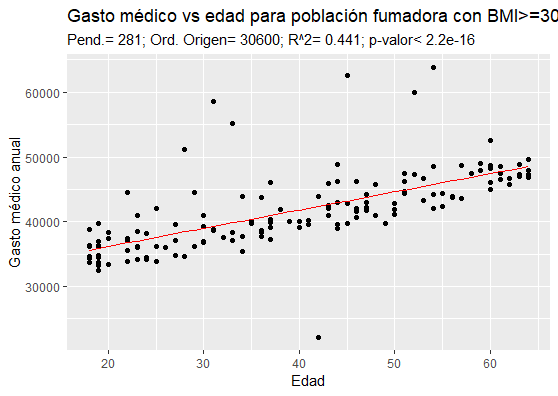 Gasto médico vs edad para población fumadora con BMI>=30
Pend.= 281; Ord. Origen= 30600; R^2= 0.441; p-valor< 2.2e-16
Gasto médico anual
60000
50000
40000
30000
20 30 40 50 60
Edad